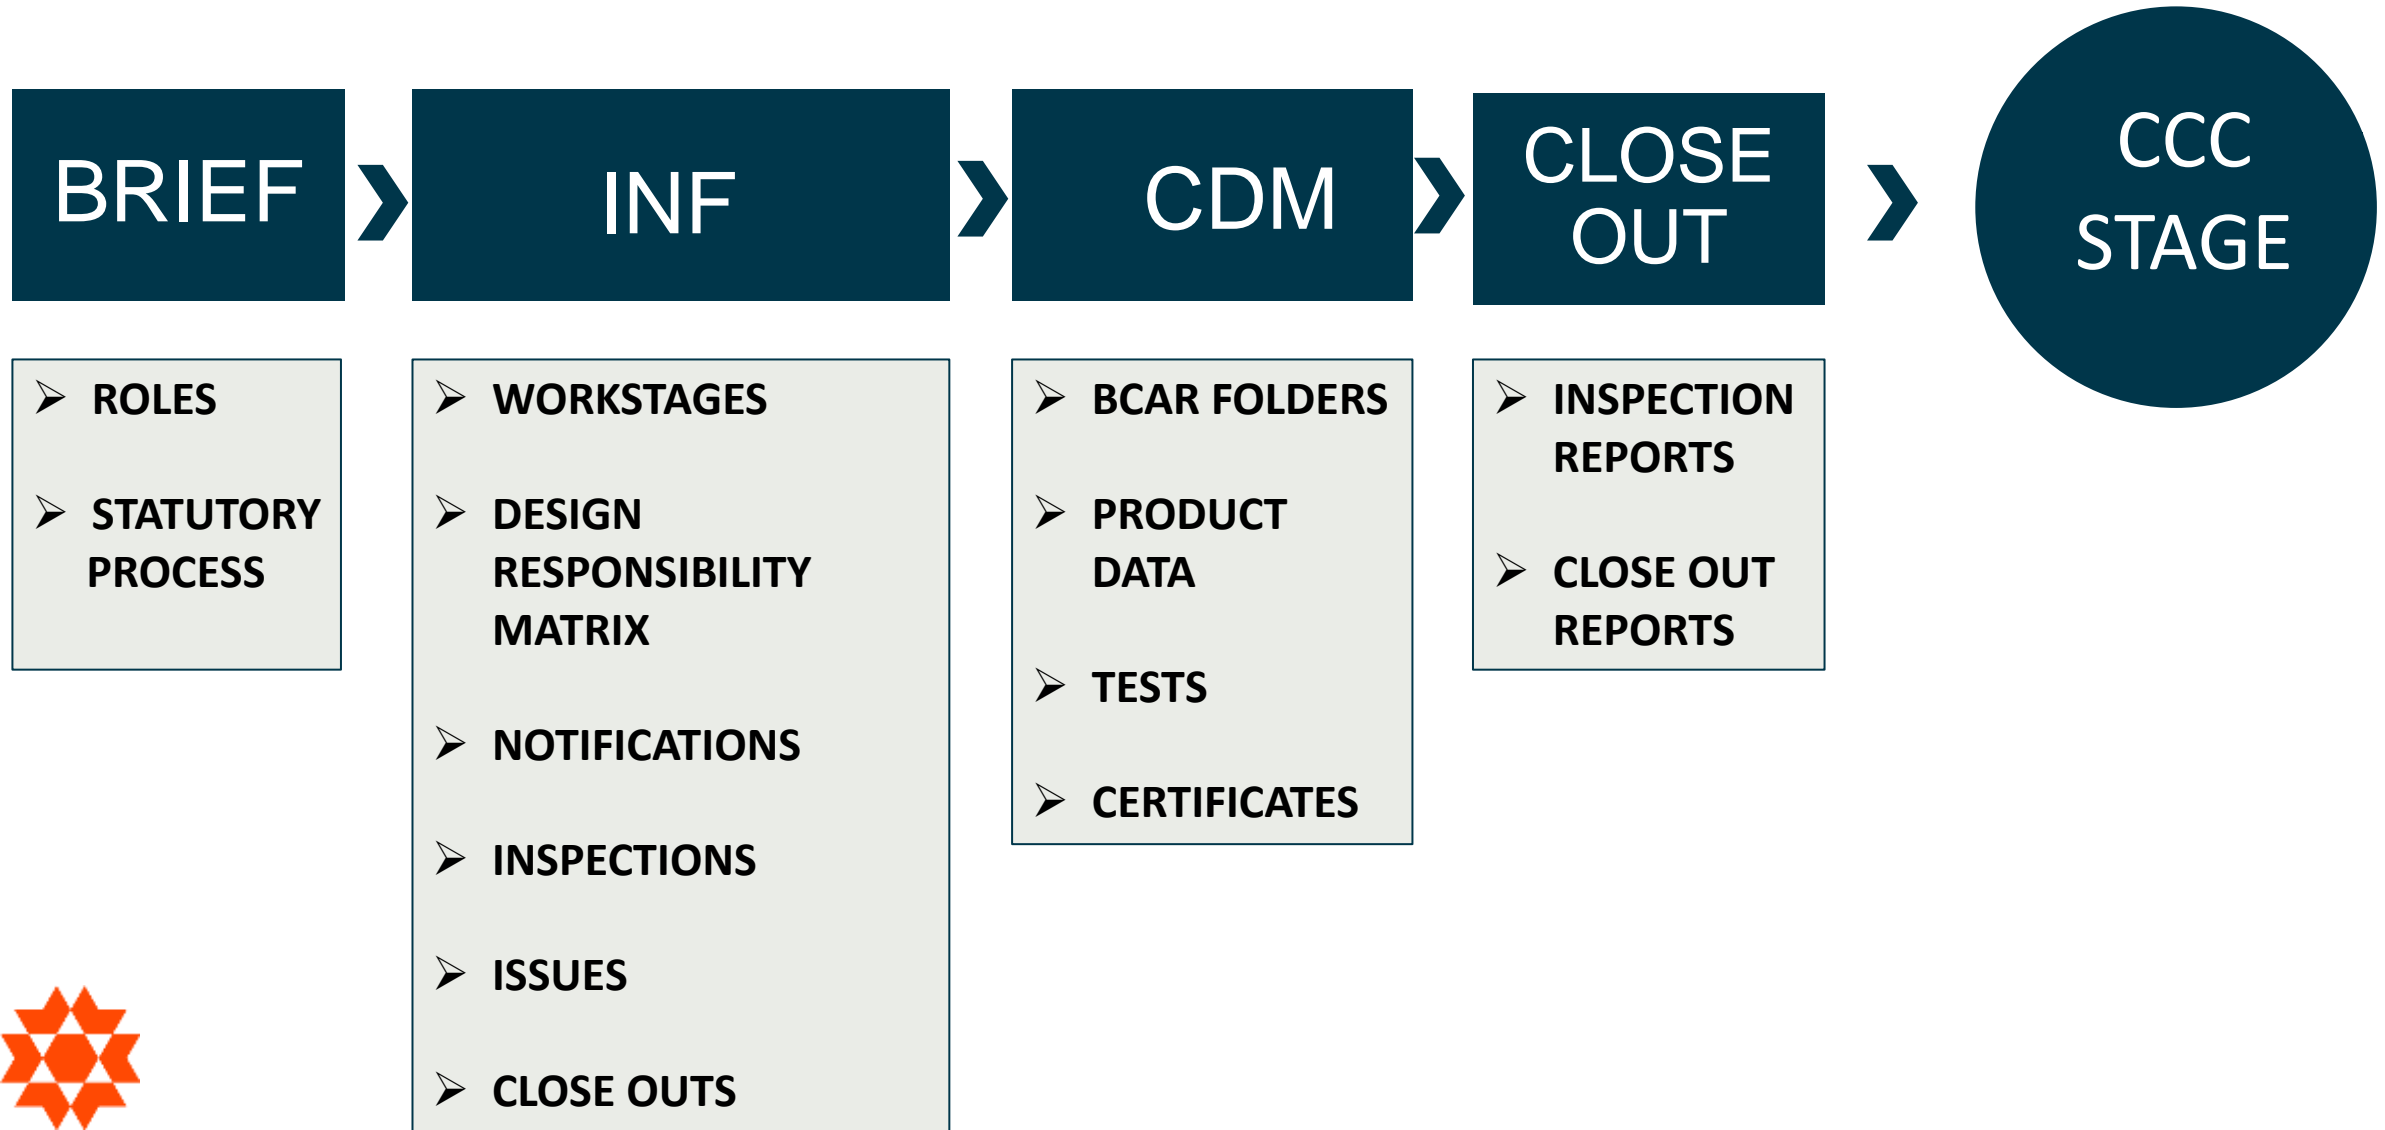 BRIEF
INF
CDM
CLOSE
OUT
CCC
STAGE
ROLES
STATUTORY
PROCESS
WORKSTAGES
DESIGN
RESPONSIBILITY
MATRIX
NOTIFICATIONS
INSPECTIONS
ISSUES
CLOSE OUTS
BCAR FOLDERS
PRODUCT
DATA
TESTS
CERTIFICATES
INSPECTION
REPORTS
CLOSE OUT
REPORTS